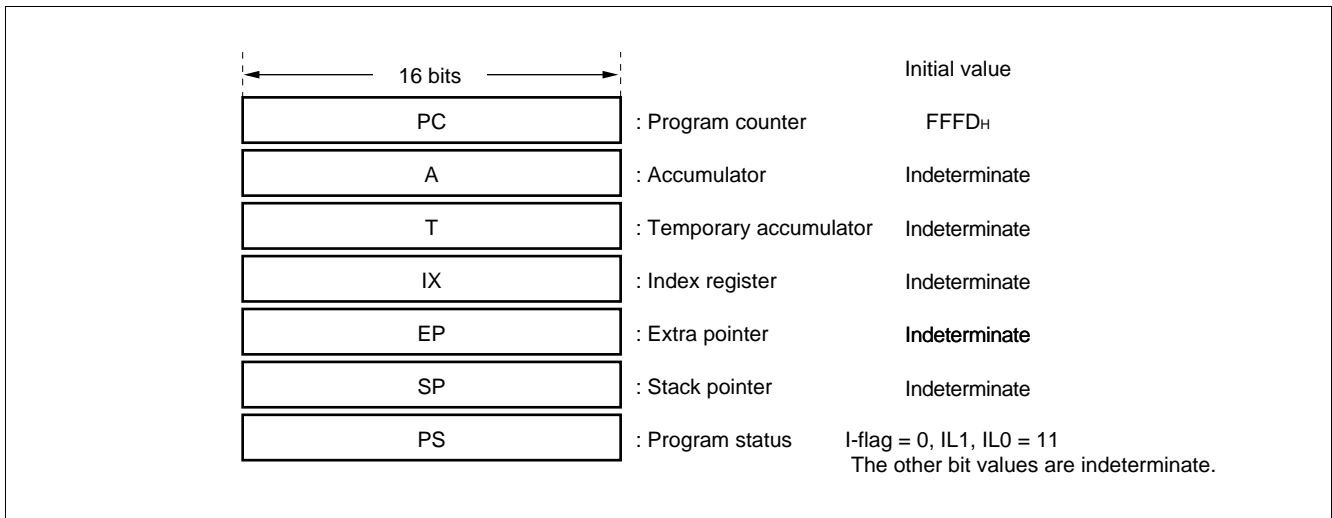 16 bits Initial value
PC : Program counter FFFDH
A : Accumulator Indeterminate
T : Temporary accumulator Indeterminate
IX : Index register Indeterminate
EP : Extra pointer Indeterminate
SP : Stack pointer Indeterminate
PS : Program status I-flag = 0, IL1, IL0 = 11
The other bit values are indeterminate.